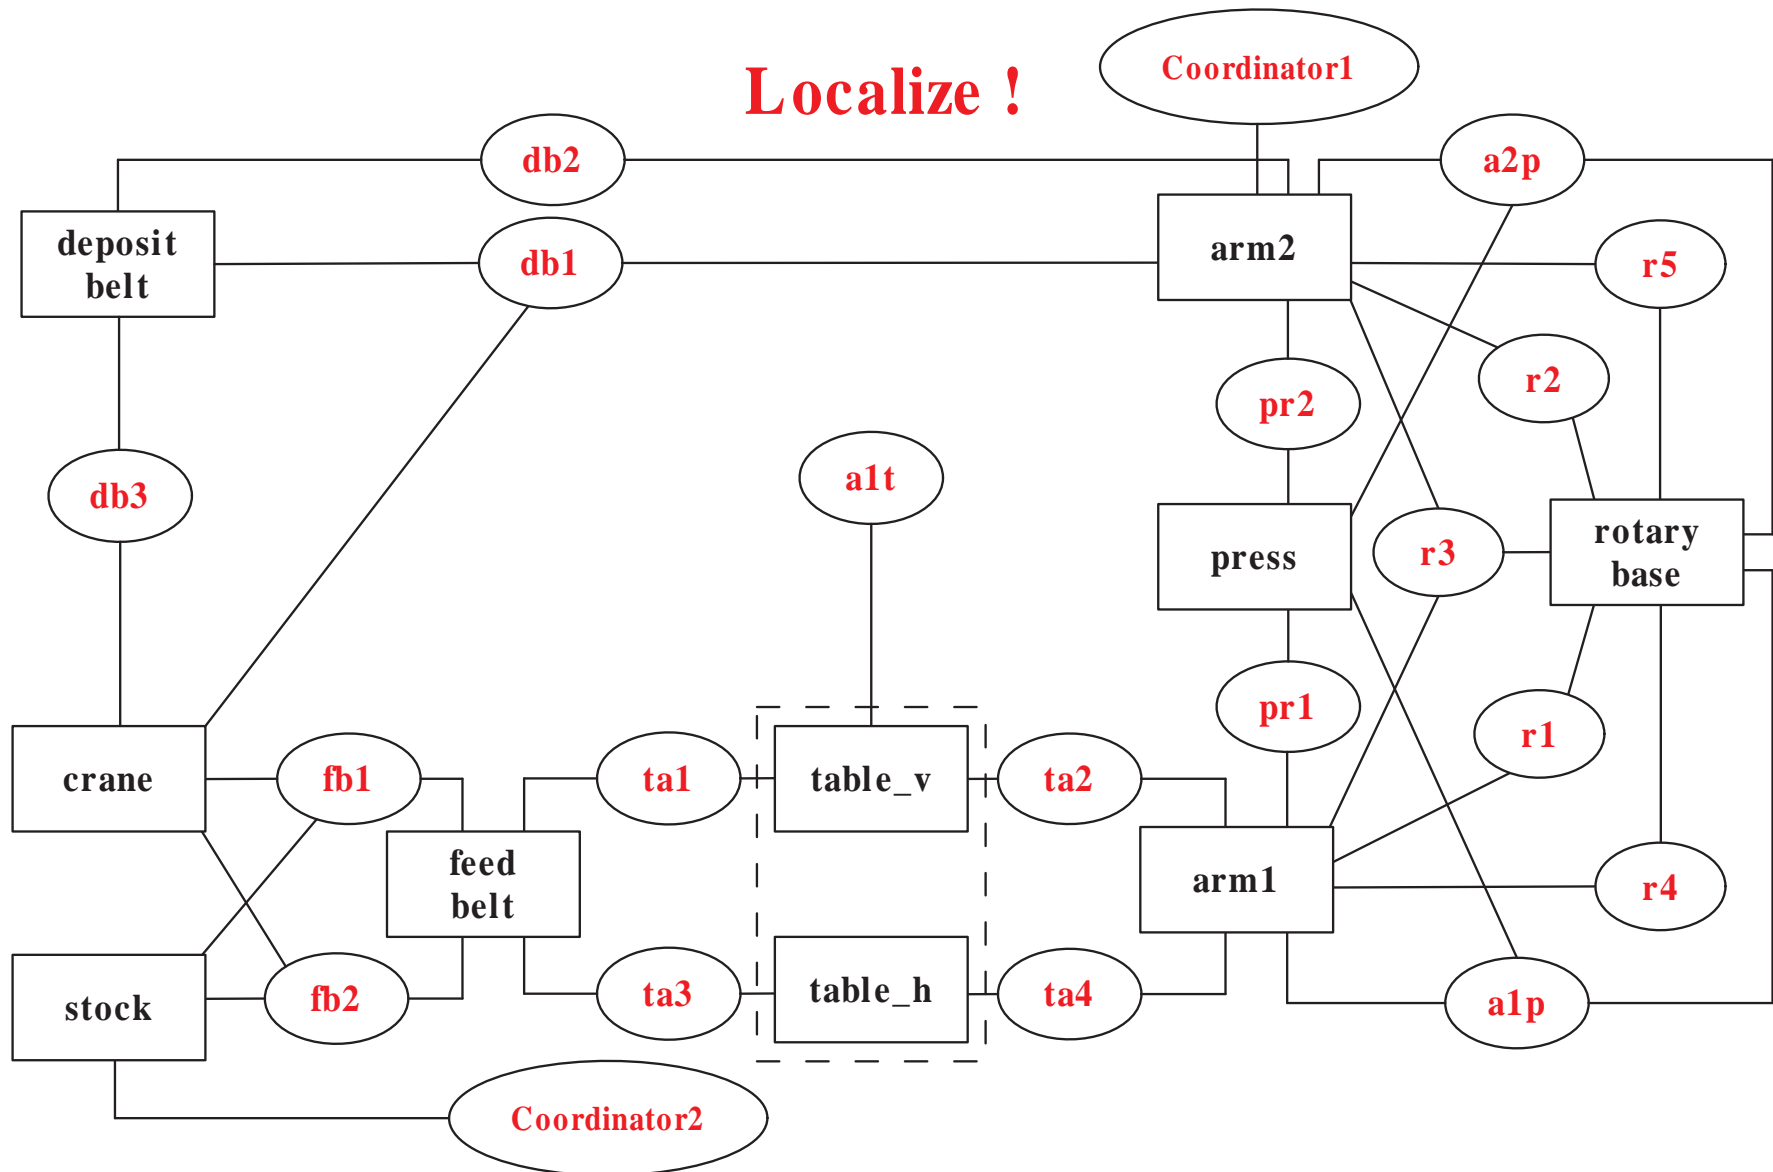 Coordinator1
Localize !
db2
a2p
deposit
belt
db1
arm2
r5
r2
pr2
a1t
db3
press
r3
rotary
base
pr1
r1
crane
fb1
ta1
table_v
ta2
feed
belt
arm1
r4
stock
fb2
ta3
table_h
ta4
a1p
Coordinator2